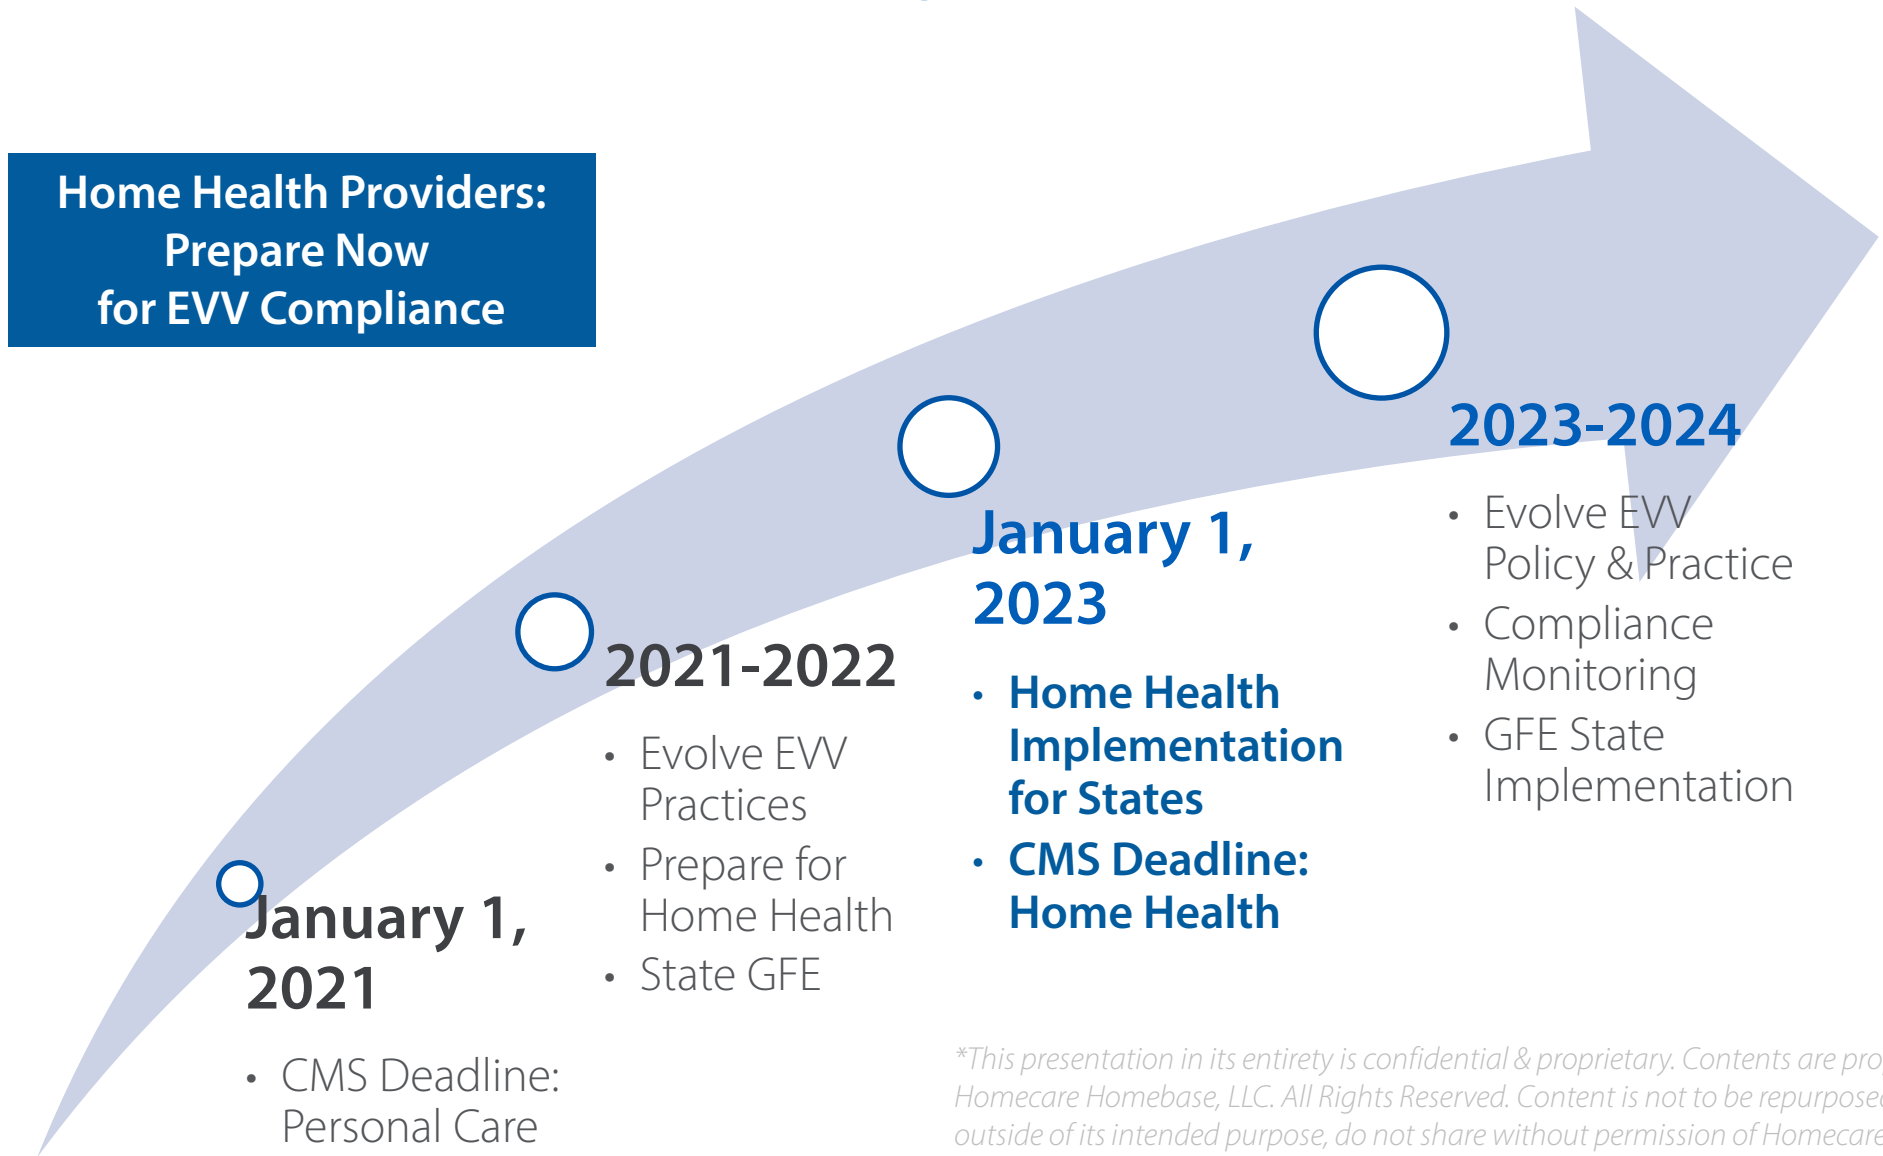 Home Health Providers:
Prepare Now
for EVV Compliance
January 1,
2021
• CMS Deadline:
Personal Care
2021-2022
• Evolve EVV
Practices
• Prepare for
Home Health
• State GFE
January 1,
2023
• Home Health
Implementation
for States
• CMS Deadline:
Home Health
2023-2024
• Evolve EVV
Policy & Practice
• Compliance
Monitoring
• GFE State
Implementation
*This presentation in its entirety is confidential & proprietary. Contents are
Homecare Homebase, LLC. All Rights Reserved. Content is not to be repurposed
outside of its intended purpose, do not share without permission of Homecare